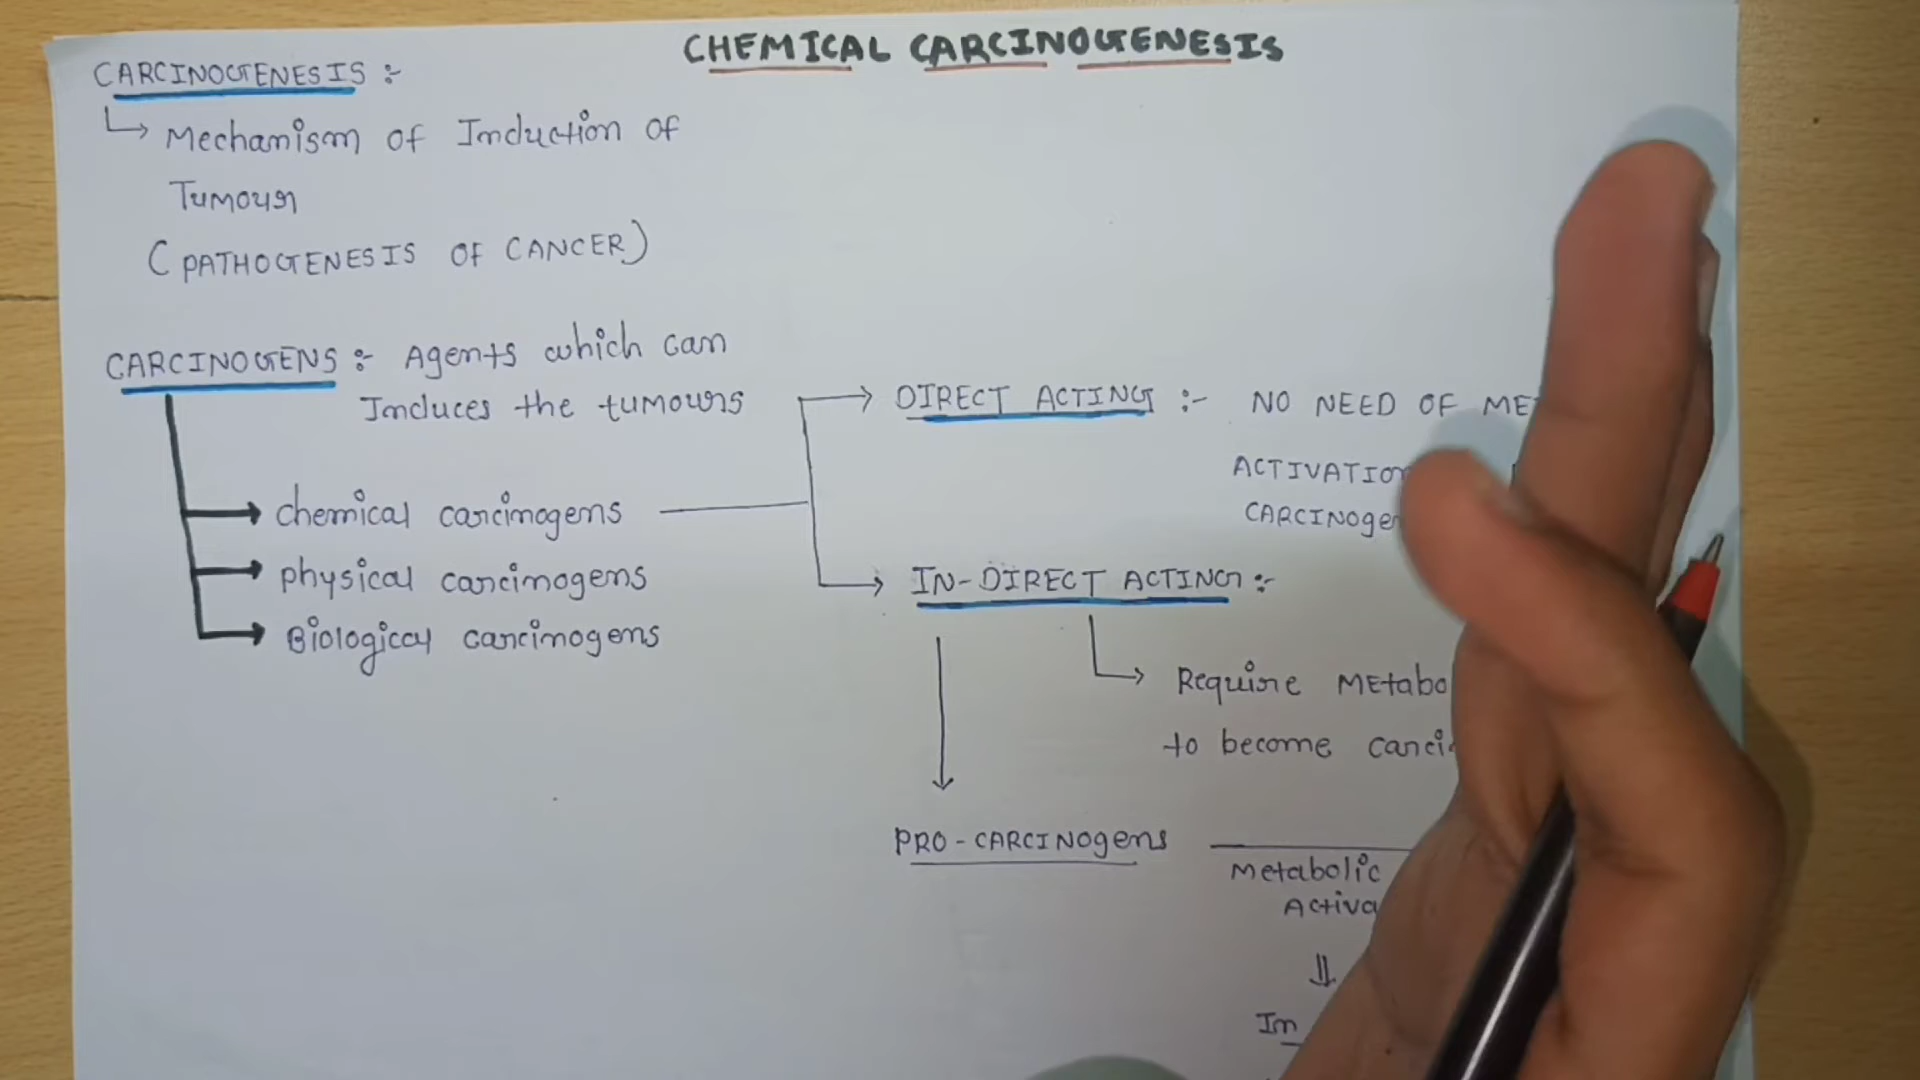 CHEMICAL CARCINOGENESIS
CARCINOGENESIS :-
Mechanism of Induction of
Tumour
(PATHOGENESIS OF CANCER)
CARCINOGENS :- Agents which can
Induces the tumours
chemical carcinogens
physical carcinogens
Biological carcinogens
DIRECT ACTING :- NO NEED OF
IN-DIRECT ACTING :-
Require
to become
PRO-CARCINOgens
Metabolic